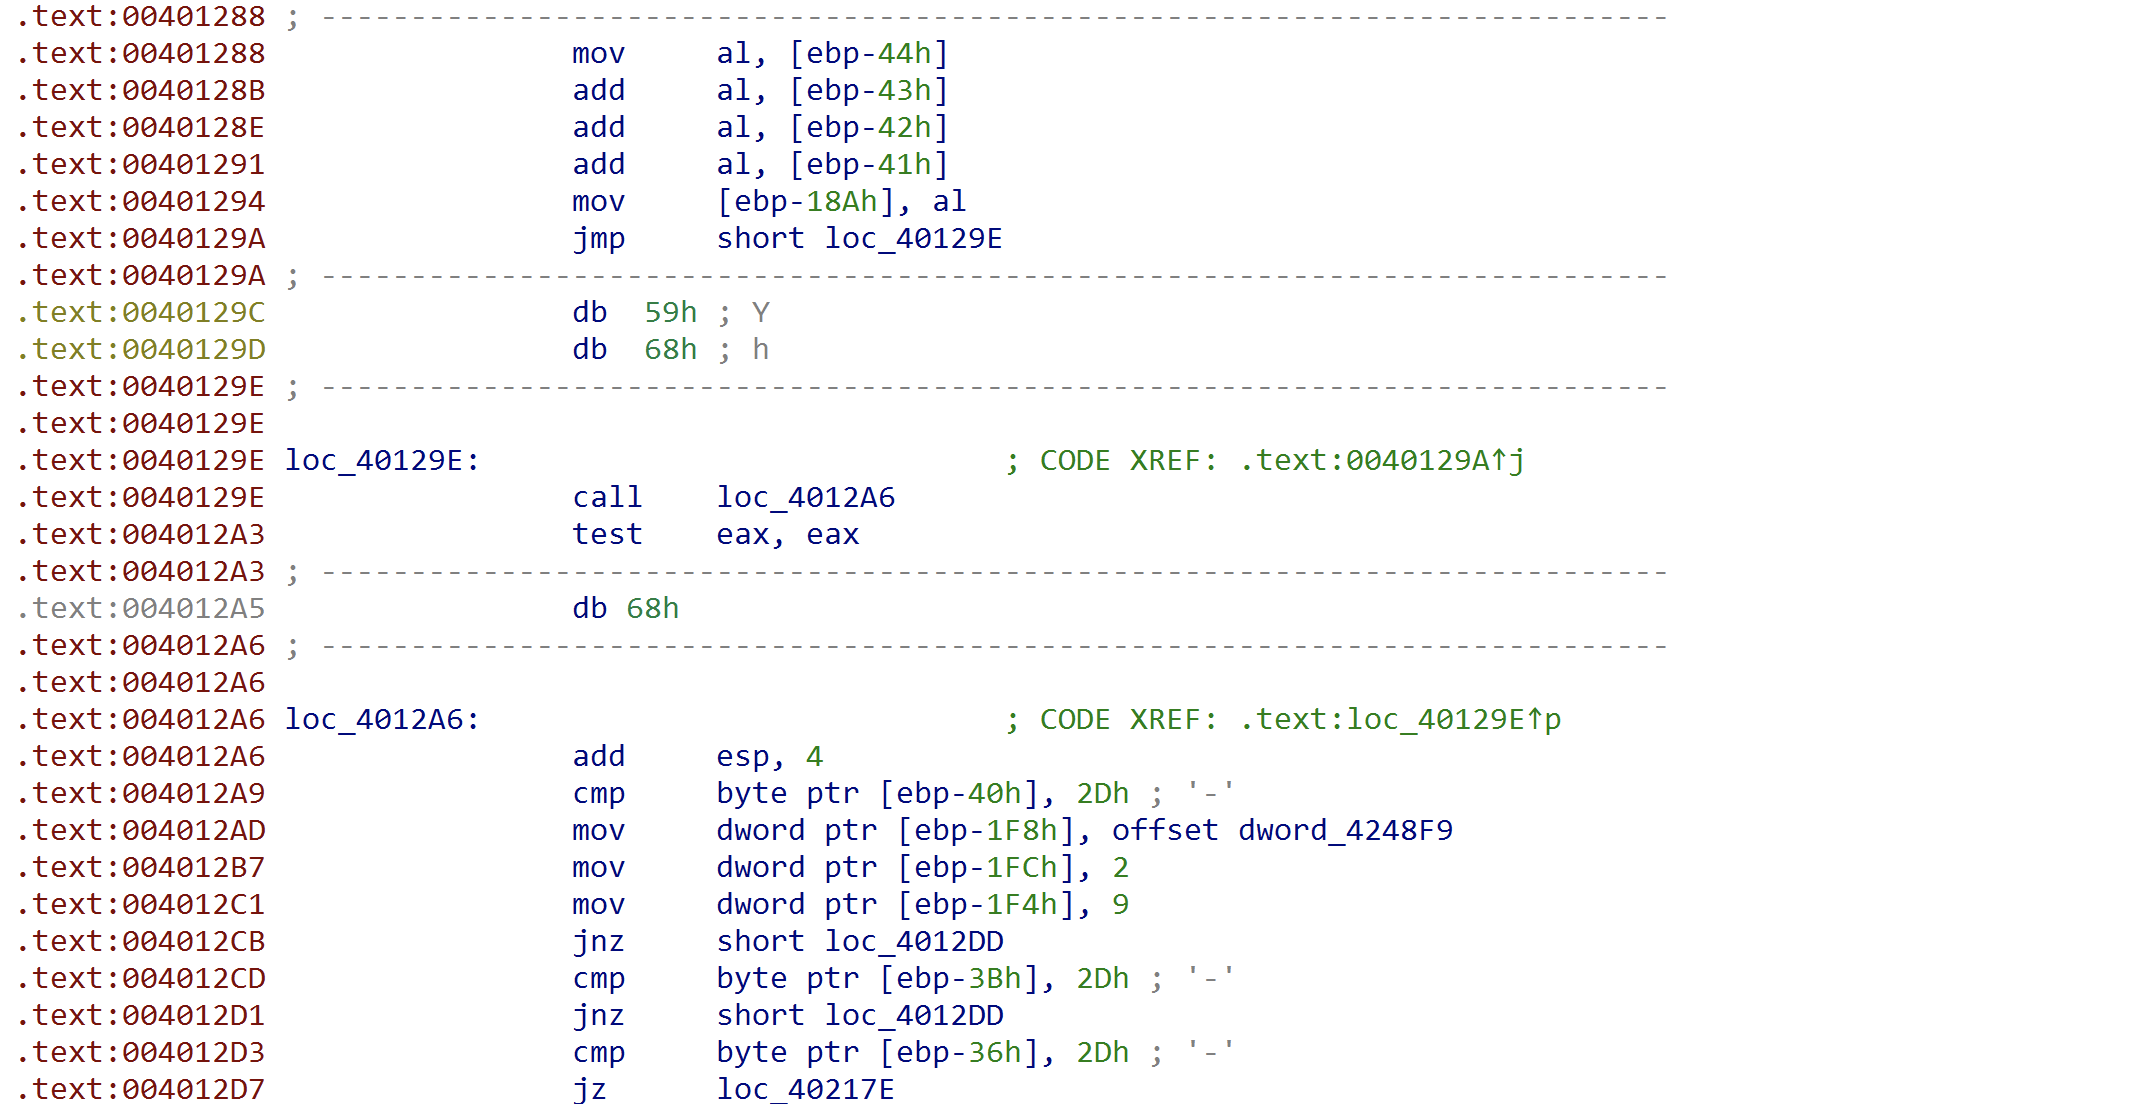 .text:00401288 ; ---------------------------------------------------------------------------
.text:00401288                 mov     al, [ebp-44h]
.text:0040128B                 add     al, [ebp-43h]
.text:0040128E                 add     al, [ebp-42h]
.text:00401291                 add     al, [ebp-41h]
.text:00401294                 mov     [ebp-18Ah], al
.text:0040129A                 jmp     short loc_40129E
.text:0040129A ; ---------------------------------------------------------------------------
.text:0040129C                 db  59h ; Y
.text:0040129D                 db  68h ; h
.text:0040129E ; ---------------------------------------------------------------------------
.text:0040129E
.text:0040129E loc_40129E:                             ; CODE XREF: .text:0040129A↑j
.text:0040129E                 call    loc_4012A6
.text:004012A3                 test    eax, eax
.text:004012A3 ; ---------------------------------------------------------------------------
.text:004012A5                 db 68h
.text:004012A6 ; ---------------------------------------------------------------------------
.text:004012A6
.text:004012A6 loc_4012A6:                             ; CODE XREF: .text:loc_40129E↑p
.text:004012A6                 add     esp, 4
.text:004012A9                 cmp     byte ptr [ebp-40h], 2Dh ; '-'
.text:004012AD                 mov     dword ptr [ebp-1F8h], offset dword_4248F9
.text:004012B7                 mov     dword ptr [ebp-1FCh], 2
.text:004012C1                 mov     dword ptr [ebp-1F4h], 9
.text:004012CB                 jnz     short loc_4012DD
.text:004012CD                 cmp     byte ptr [ebp-3Bh], 2Dh ; '-'
.text:004012D1                 jnz     short loc_4012DD
.text:004012D3                 cmp     byte ptr [ebp-36h], 2Dh ; '-'
.text:004012D7                 jz      loc_40217E